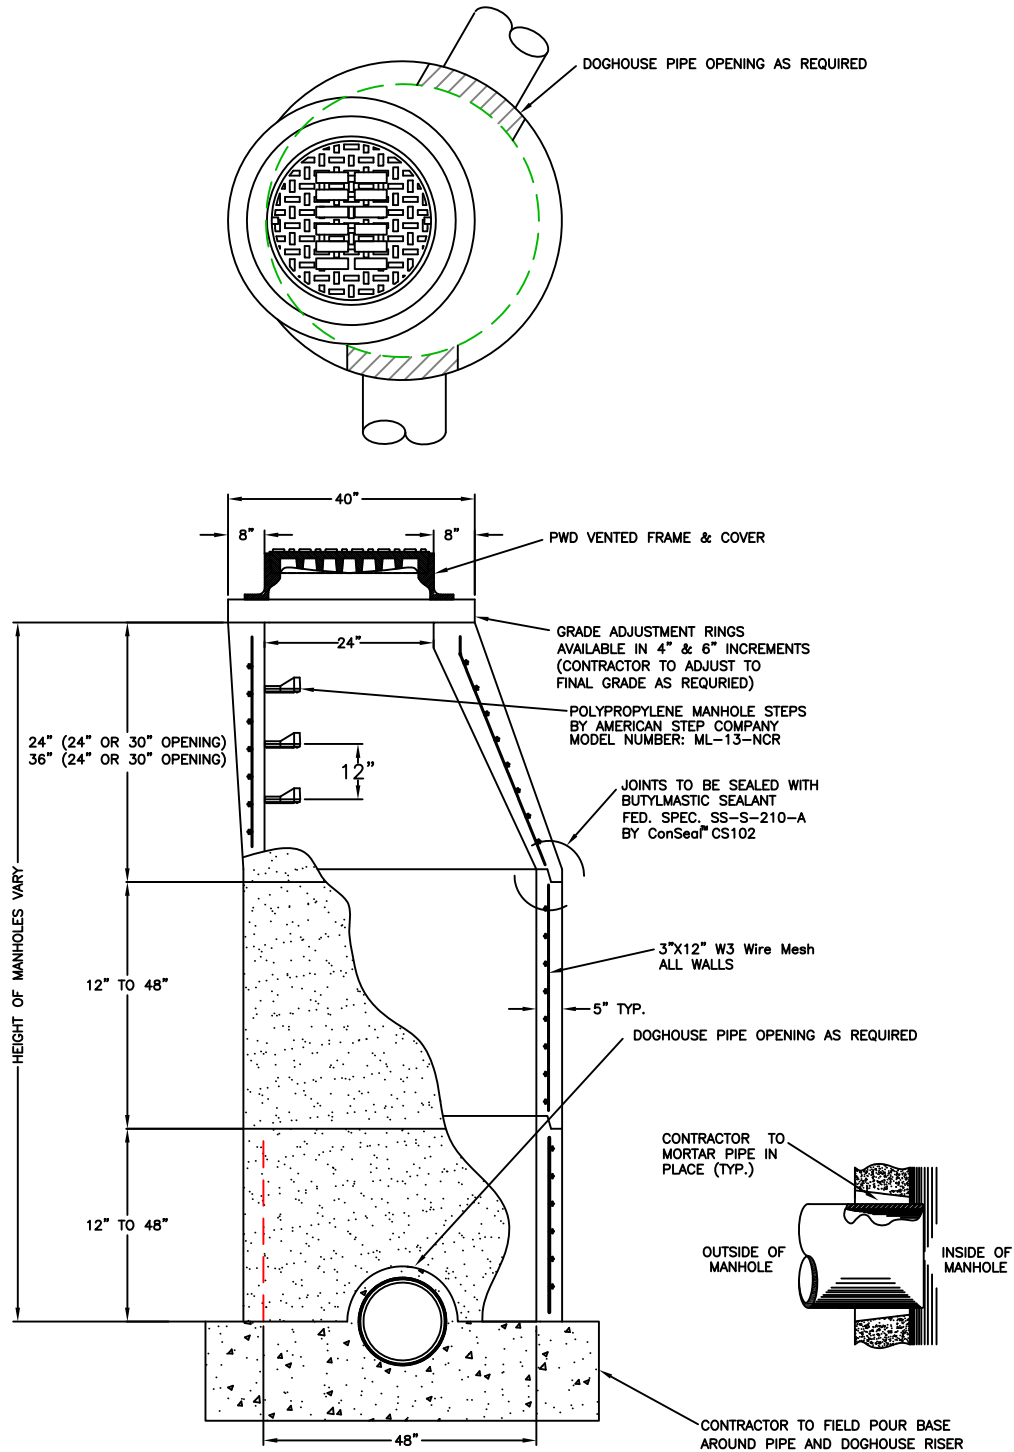 DOGHOUSE PIPE OPENING AS REQUIRED
40"
8"
8"
PWD VENTED FRAME & COVER
24"
GRADE ADJUSTMENT RINGS
AVAILABLE IN 4" & 6" INCREMENTS
(CONTRACTOR TO ADJUST TO
FINAL GRADE AS REQURIED)
POLYPROPYLENE MANHOLE STEPS
BY AMERICAN STEP COMPANY
MODEL NUMBER: ML-13-NCR
24" (24" OR 30" OPENING)
36" (24" OR 30" OPENING)
12"
JOINTS TO BE SEALED WITH
BUTYLMASTIC SEALANT
FED. SPEC. SS-S-210-A
BY ConSeal™ CS102
HEIGHT OF MANHOLES VARY
3"X12" W3 Wire Mesh
ALL WALLS
12" TO 48"
5" TYP.
DOGHOUSE PIPE OPENING AS REQUIRED
CONTRACTOR TO
MORTAR PIPE IN
PLACE (TYP.)
12" TO 48"
OUTSIDE OF
MANHOLE
INSIDE OF
MANHOLE
CONTRACTOR TO FIELD POUR BASE
AROUND PIPE AND DOGHOUSE RISER
48"